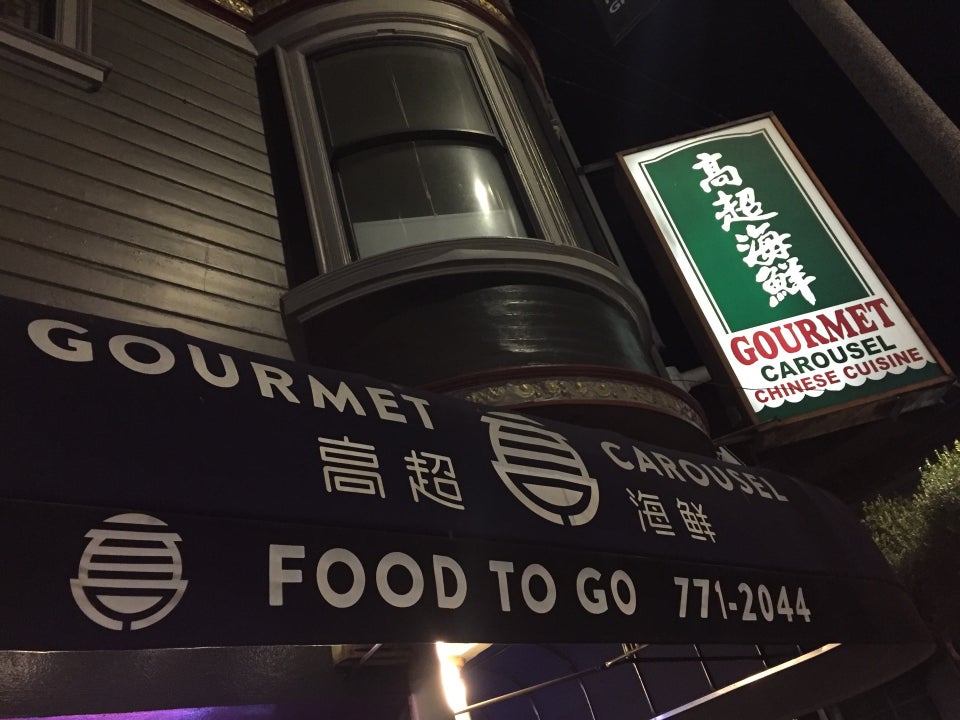 高超海鮮
GOURMET
CAROUSEL
CHINESE CUISINE
GOURMET CAROUSEL
高超 海鮮
FOOD TO GO 771-2044